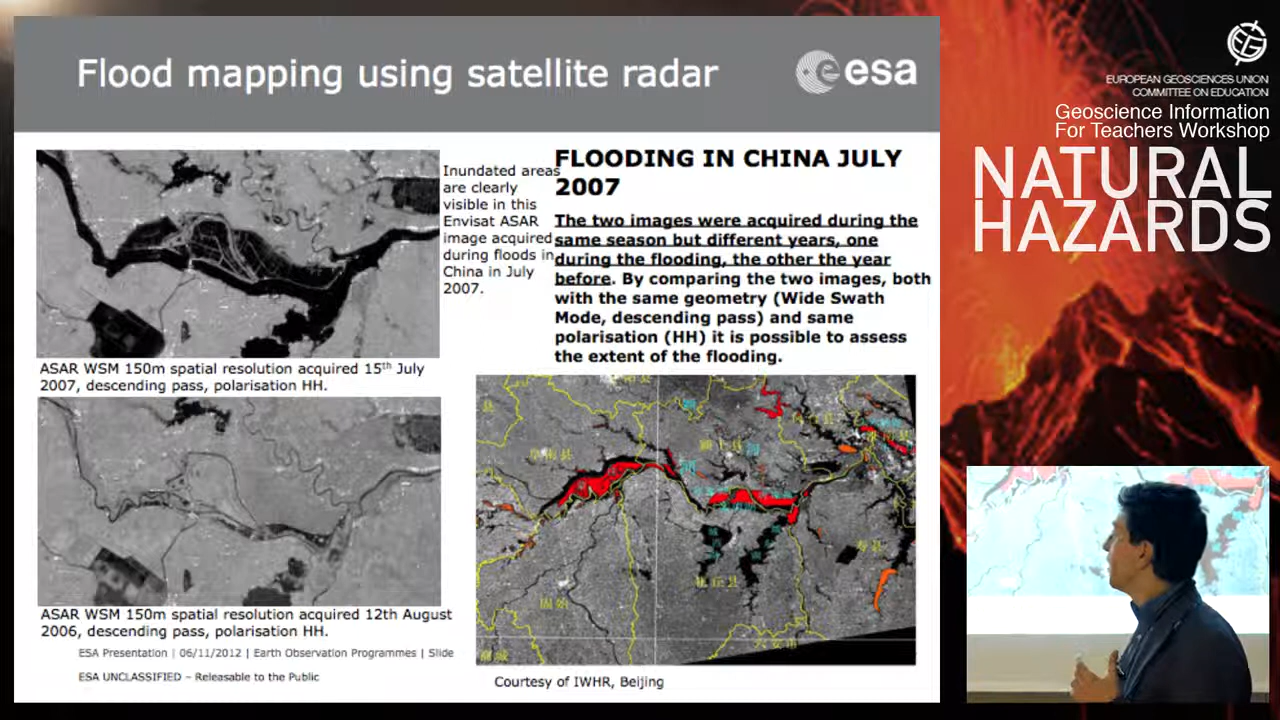 Flood mapping using satellite radar
esa
Inundated areas
are clearly
visible in this
Envisat ASAR
image acquired
during floods in
China in July
2007.
ASAR WSM 150m spatial resolution acquired 15th July
2007, descending pass, polarisation HH.
ASAR WSM 150m spatial resolution acquired 12th August
2006, descending pass, polarisation HH.
ESA Presentation | 06/11/2012 | Earth Observation Programmes | Slide
ESA UNCLASSIFIED – Releasable to the Public
FLOODING IN CHINA JULY
2007
The two images were acquired during the
same season but different years, one
during the flooding, the other the year
before. By comparing the two images, both
with the same geometry (Wide Swath
Mode, descending pass) and same
polarisation (HH) it is possible to assess
the extent of the flooding.
Courtesy of IWHR, Beijing
EUROPEAN GEOSCIENCES UNION
COMMITTEE ON EDUCATION
Geoscience Information
For Teachers Workshop
NATURAL
HAZARDS